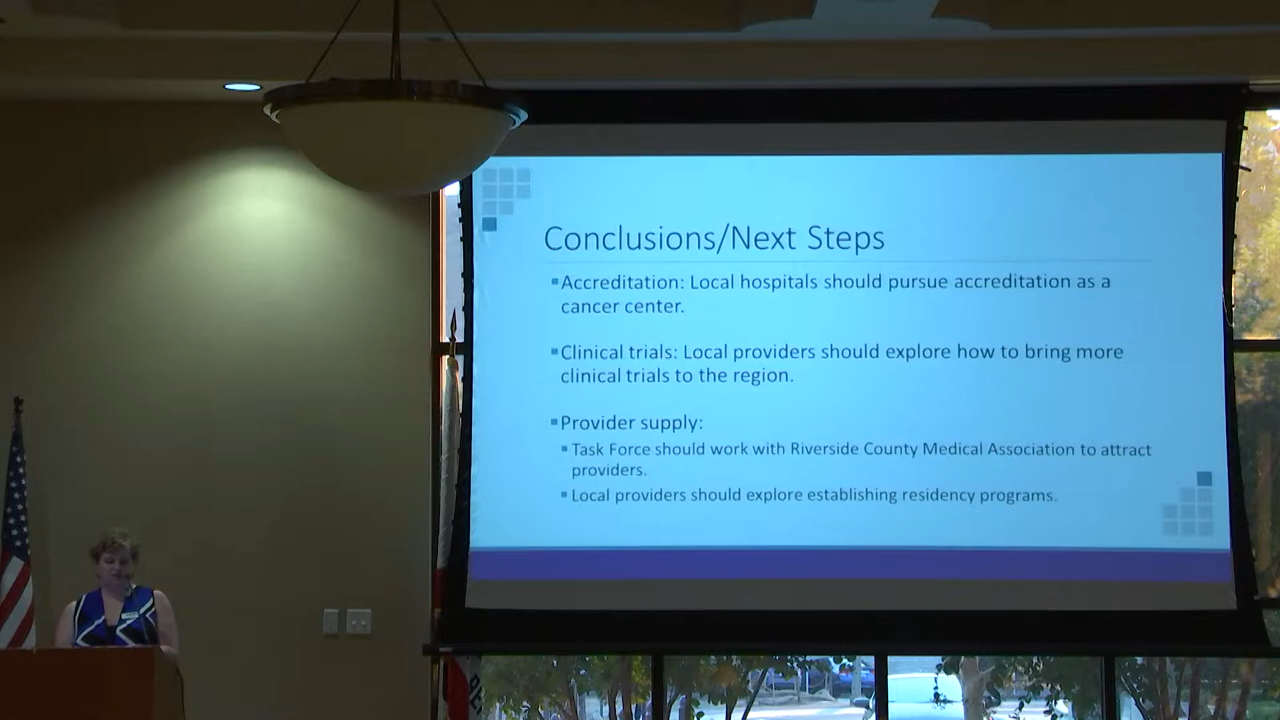 Conclusions/Next Steps
Accreditation: Local hospitals should pursue accreditation as a
cancer center.
Clinical trials: Local providers should explore how to bring more
clinical trials to the region.
Provider supply:
Task Force should work with Riverside County Medical Association to attract
providers.
Local providers should explore establishing residency programs.